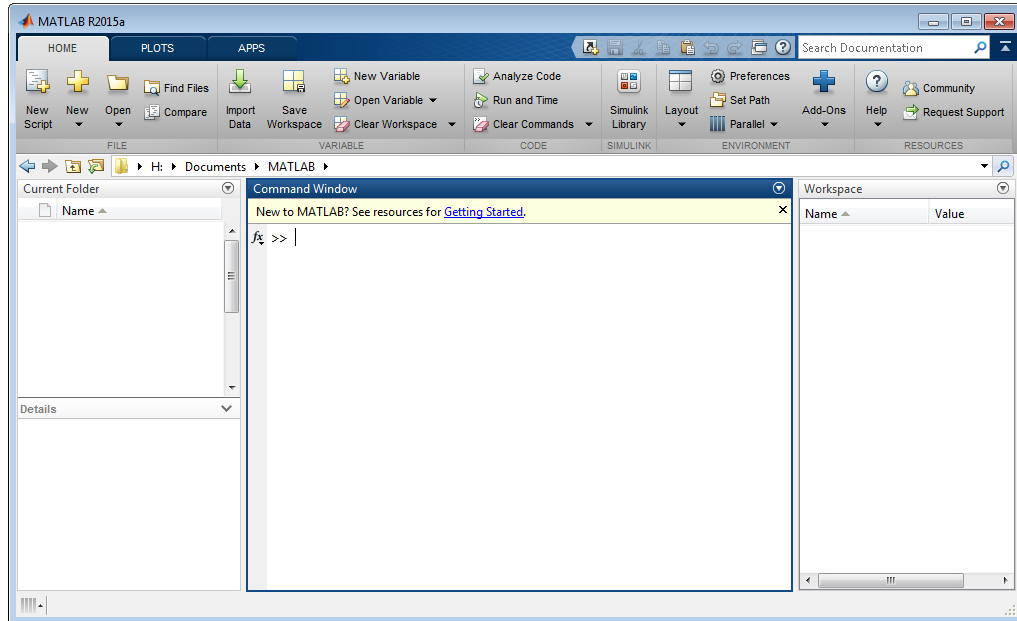 MATLAB R2015a
HOME PLOTS APPS
Search Documentation
New Script
New
Open
Find Files
Compare
Import Data
Save Workspace
New Variable
Open Variable
Clear Workspace
Analyze Code
Run and Time
Clear Commands
Simulink Library
Layout
Preferences
Set Path
Parallel
Add-Ons
Help
Community
Request Support
FILE VARIABLE CODE SIMULINK ENVIRONMENT RESOURCES
H: Documents MATLAB
Current Folder
Name
Details
Command Window
New to MATLAB? See resources for Getting Started.
fx >>
Workspace
Name Value